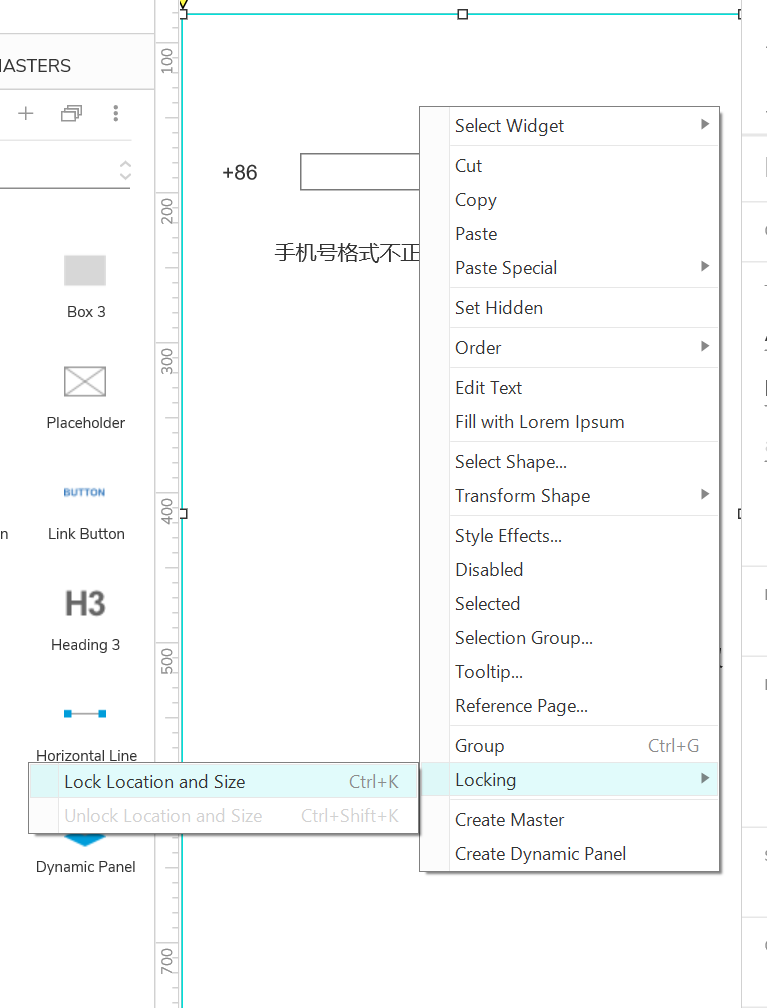 MASTERS
100
+86
200
手机号格式不正
Box 3
300
Placeholder
BUTTON
400
Link Button
H3
Heading 3
500
Horizontal Line
Dynamic Panel
700
Select Widget
Cut
Copy
Paste
Paste Special
Set Hidden
Order
Edit Text
Fill with Lorem Ipsum
Select Shape...
Transform Shape
Style Effects...
Disabled
Selected
Selection Group...
Tooltip...
Reference Page...
Group Ctrl+G
Locking
Lock Location and Size Ctrl+K
Unlock Location and Size Ctrl+Shift+K
Create Master
Create Dynamic Panel